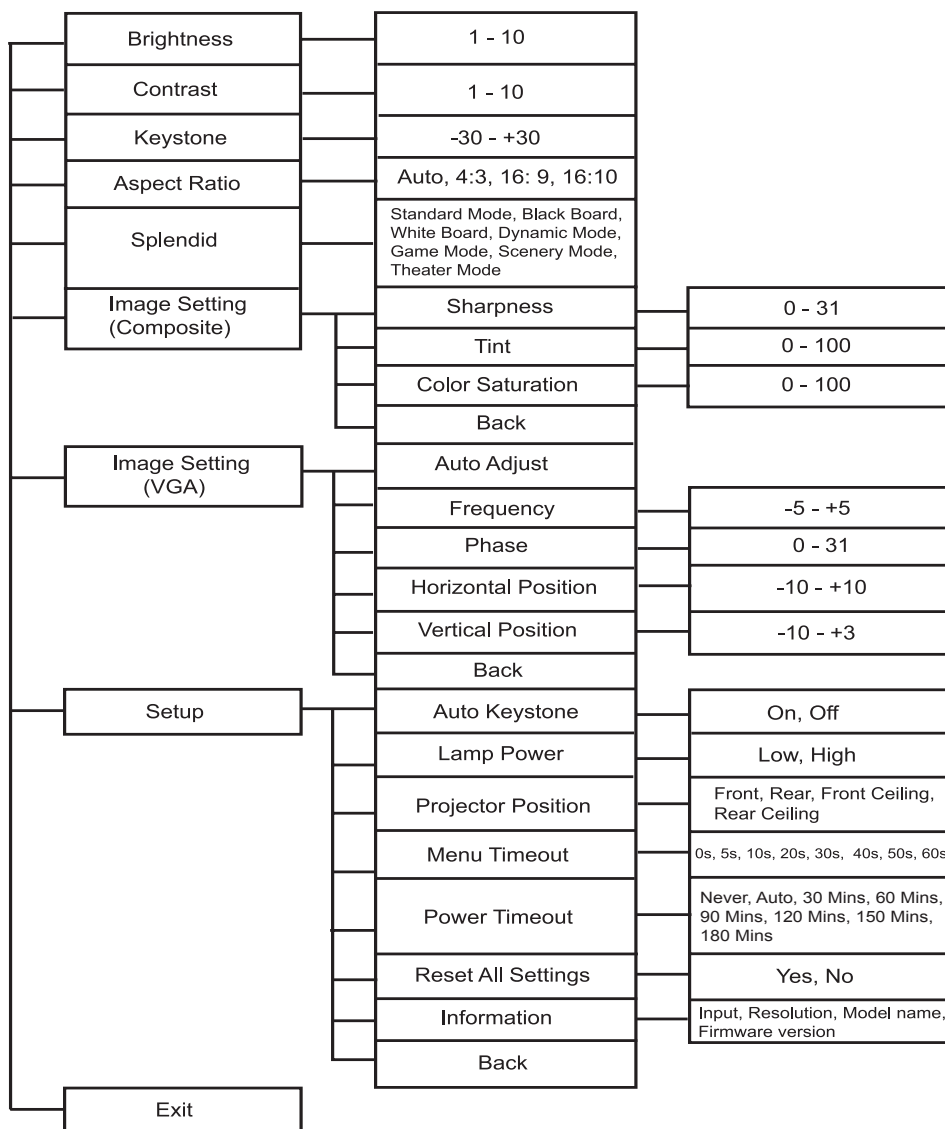 Brightness
1 - 10
Contrast
1 - 10
Keystone
-30 - +30
Aspect Ratio
Auto, 4:3, 16: 9, 16:10
Splendid
Standard Mode, Black Board,
White Board, Dynamic Mode,
Game Mode, Scenery Mode,
Theater Mode
Image Setting
(Composite)
Sharpness
0 - 31
Tint
0 - 100
Color Saturation
0 - 100
Back
Image Setting
(VGA)
Auto Adjust
Frequency
-5 - +5
Phase
0 - 31
Horizontal Position
-10 - +10
Vertical Position
-10 - +3
Back
Setup
Auto Keystone
On, Off
Lamp Power
Low, High
Projector Position
Front, Rear, Front Ceiling,
Rear Ceiling
Menu Timeout
0s, 5s, 10s, 20s, 30s, 40s, 50s, 60s
Power Timeout
Never, Auto, 30 Mins, 60 Mins,
90 Mins, 120 Mins, 150 Mins,
180 Mins
Reset All Settings
Yes, No
Information
Input, Resolution, Model name,
Firmware version
Back
Exit